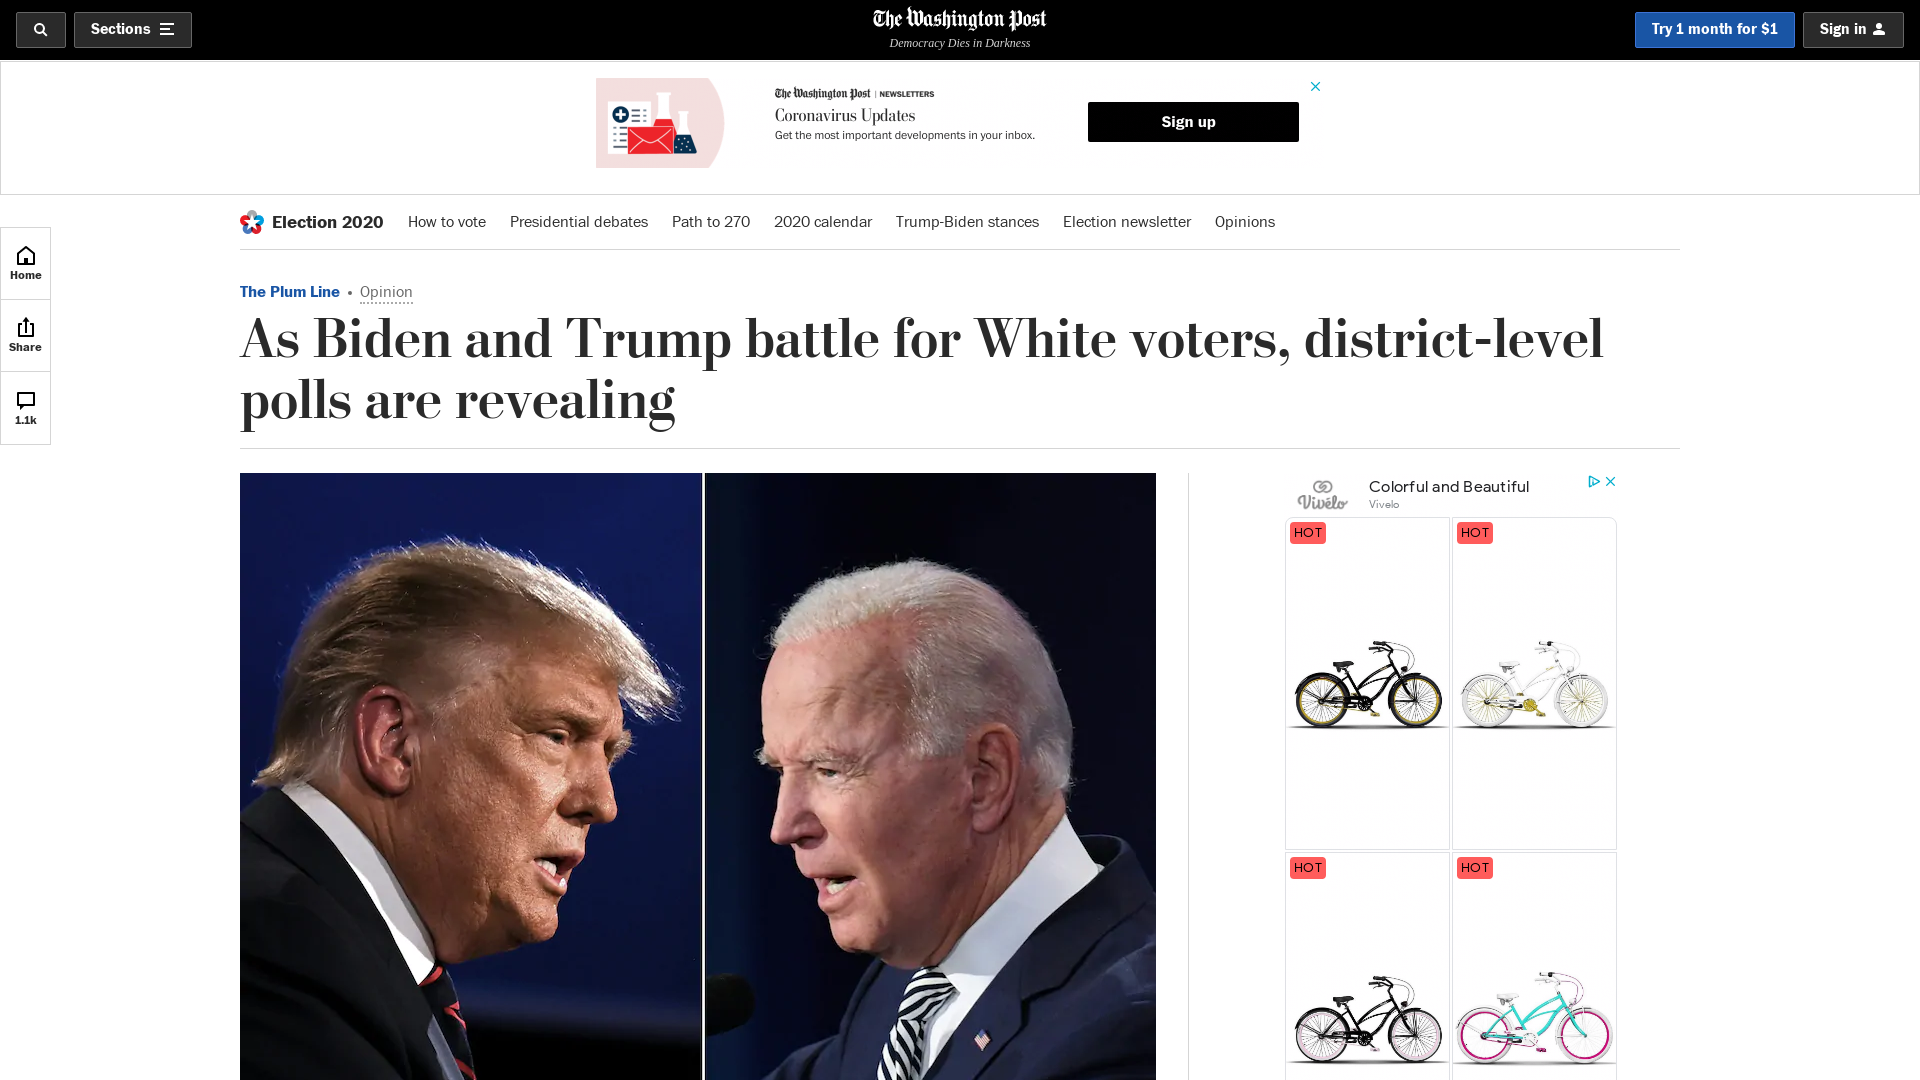 Sections
The Washington Post
Democracy Dies in Darkness
Try 1 month for $1
Sign in
The Washington Post | NEWSLETTERS
Coronavirus Updates
Get the most important developments in your inbox.
Sign up
Election 2020
How to vote
Presidential debates
Path to 270
2020 calendar
Trump-Biden stances
Election newsletter
Opinions
Home
Share
1.1k
The Plum Line • Opinion
As Biden and Trump battle for White voters, district-level
polls are revealing
Vivélo
Colorful and Beautiful
Vivelo
HOT
HOT
HOT
HOT